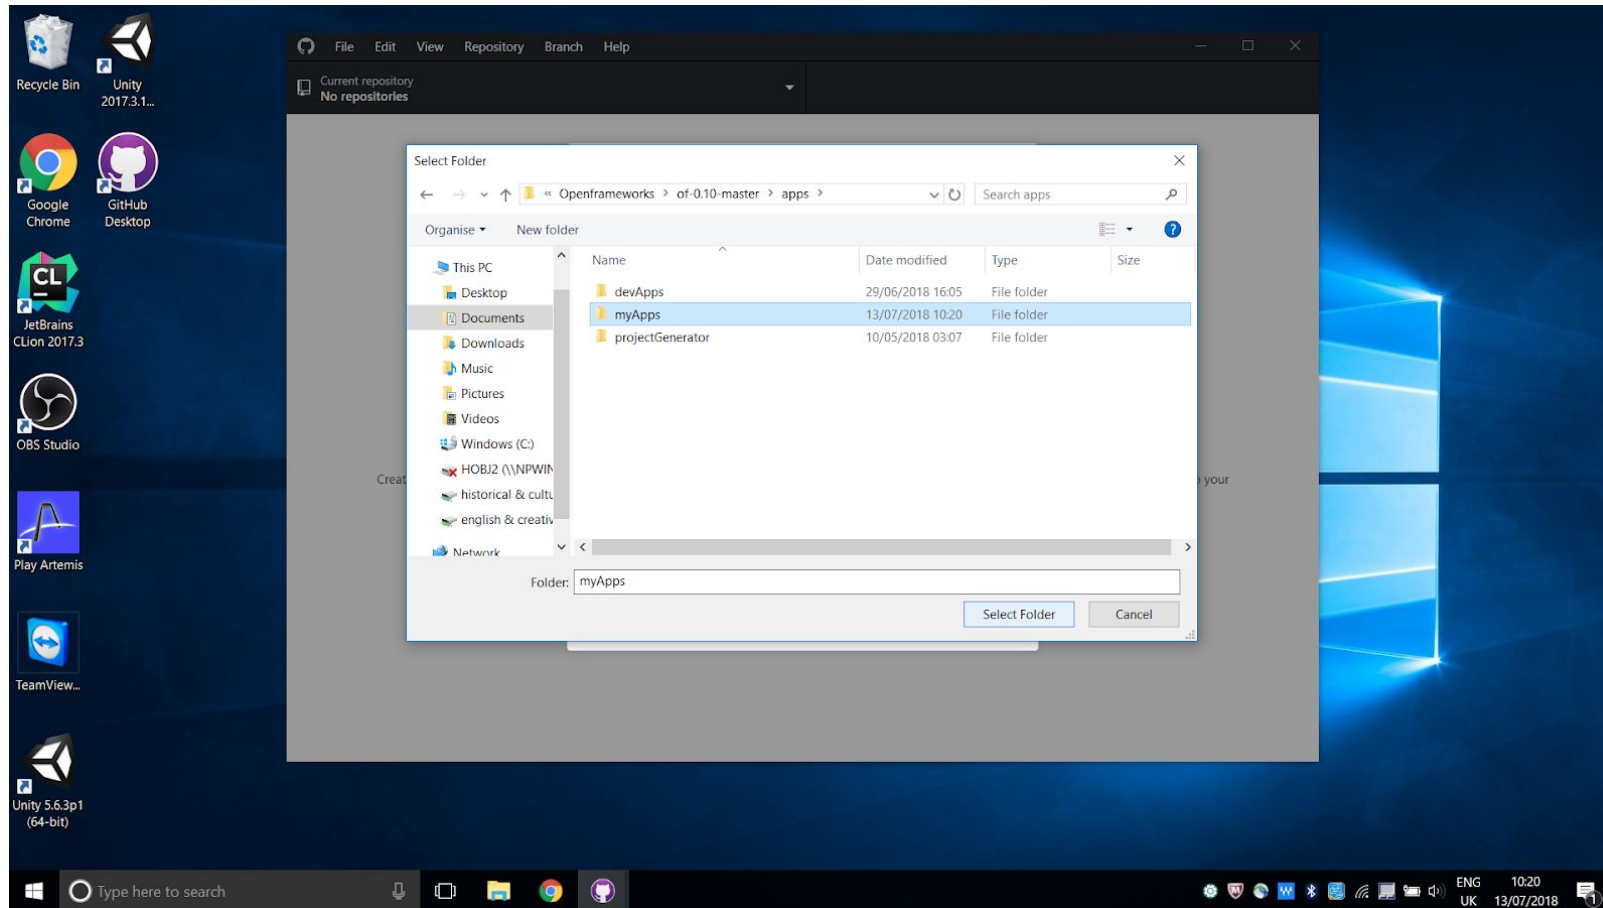 Recycle Bin
Unity
2017.3.1...
Google
Chrome
GitHub
Desktop
JetBrains
CLion 2017.3
OBS Studio
Play Artemis
TeamView...
Unity 5.6.3p1
(64-bit)
File Edit View Repository Branch Help
Current repository
No repositories
Select Folder
« Openframeworks > of-0.10-master > apps >
Search apps
Organise New folder
Name Date modified Type Size
This PC
Desktop
Documents
Downloads
Music
Pictures
Videos
Windows (C:)
HOBJ2 (\\NPWIN
historical & cultu
english & creativ
Network
devApps 29/06/2018 16:05 File folder
myApps 13/07/2018 10:20 File folder
projectGenerator 10/05/2018 03:07 File folder
Folder: myApps
Select Folder Cancel
Creat
your
Type here to search
ENG
UK
10:20
13/07/2018
1